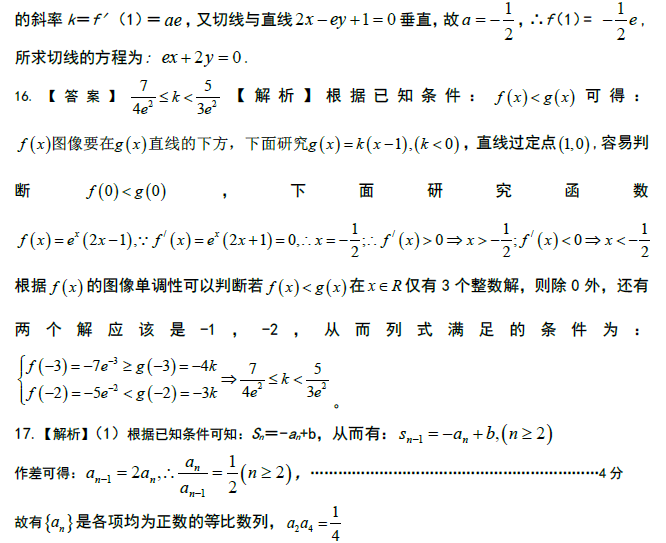 的斜率 k＝f′（1）＝ae，又切线与直线2x−ey+1=0垂直，故a=−1/2，∴f(1)= −1/2 e，
所求切线的方程为：ex+2y=0．
16. 【答案】7/(4e²)≤k<5/(3e²)【解析】根据已知条件：f(x)<g(x)可得：
f(x)图像要在g(x)直线的下方，下面研究g(x)=k(x−1),(k<0)，直线过定点(1,0)，容易判
断f(0)<g(0)，下面研究函数
f(x)=e^x(2x−1),∵f′(x)=e^x(2x+1)=0,∴x=−1/2;∴f′(x)>0⇒x>−1/2;f′(x)<0⇒x<−1/2
根据f(x)的图像单调性可以判断若f(x)<g(x)在x∈R仅有3个整数解，则除0外，还有
两个解应该是-1，-2，从而列式满足的条件为：
{f(−3)=−7e⁻³≥g(−3)=−4k
f(−2)=−5e⁻²<g(−2)=−3k ⇒7/(4e²)≤k<5/(3e²)。
17.【解析】(1) 根据已知条件可知：Sₙ＝-aₙ+b，从而有：sₙ₋₁=−aₙ+b,(n≥2)
作差可得：aₙ₋₁=2aₙ,∴aₙ/aₙ₋₁=1/2(n≥2)，…………………………………………………………4分
故有{aₙ}是各项均为正数的等比数列，a₂a₄=1/4